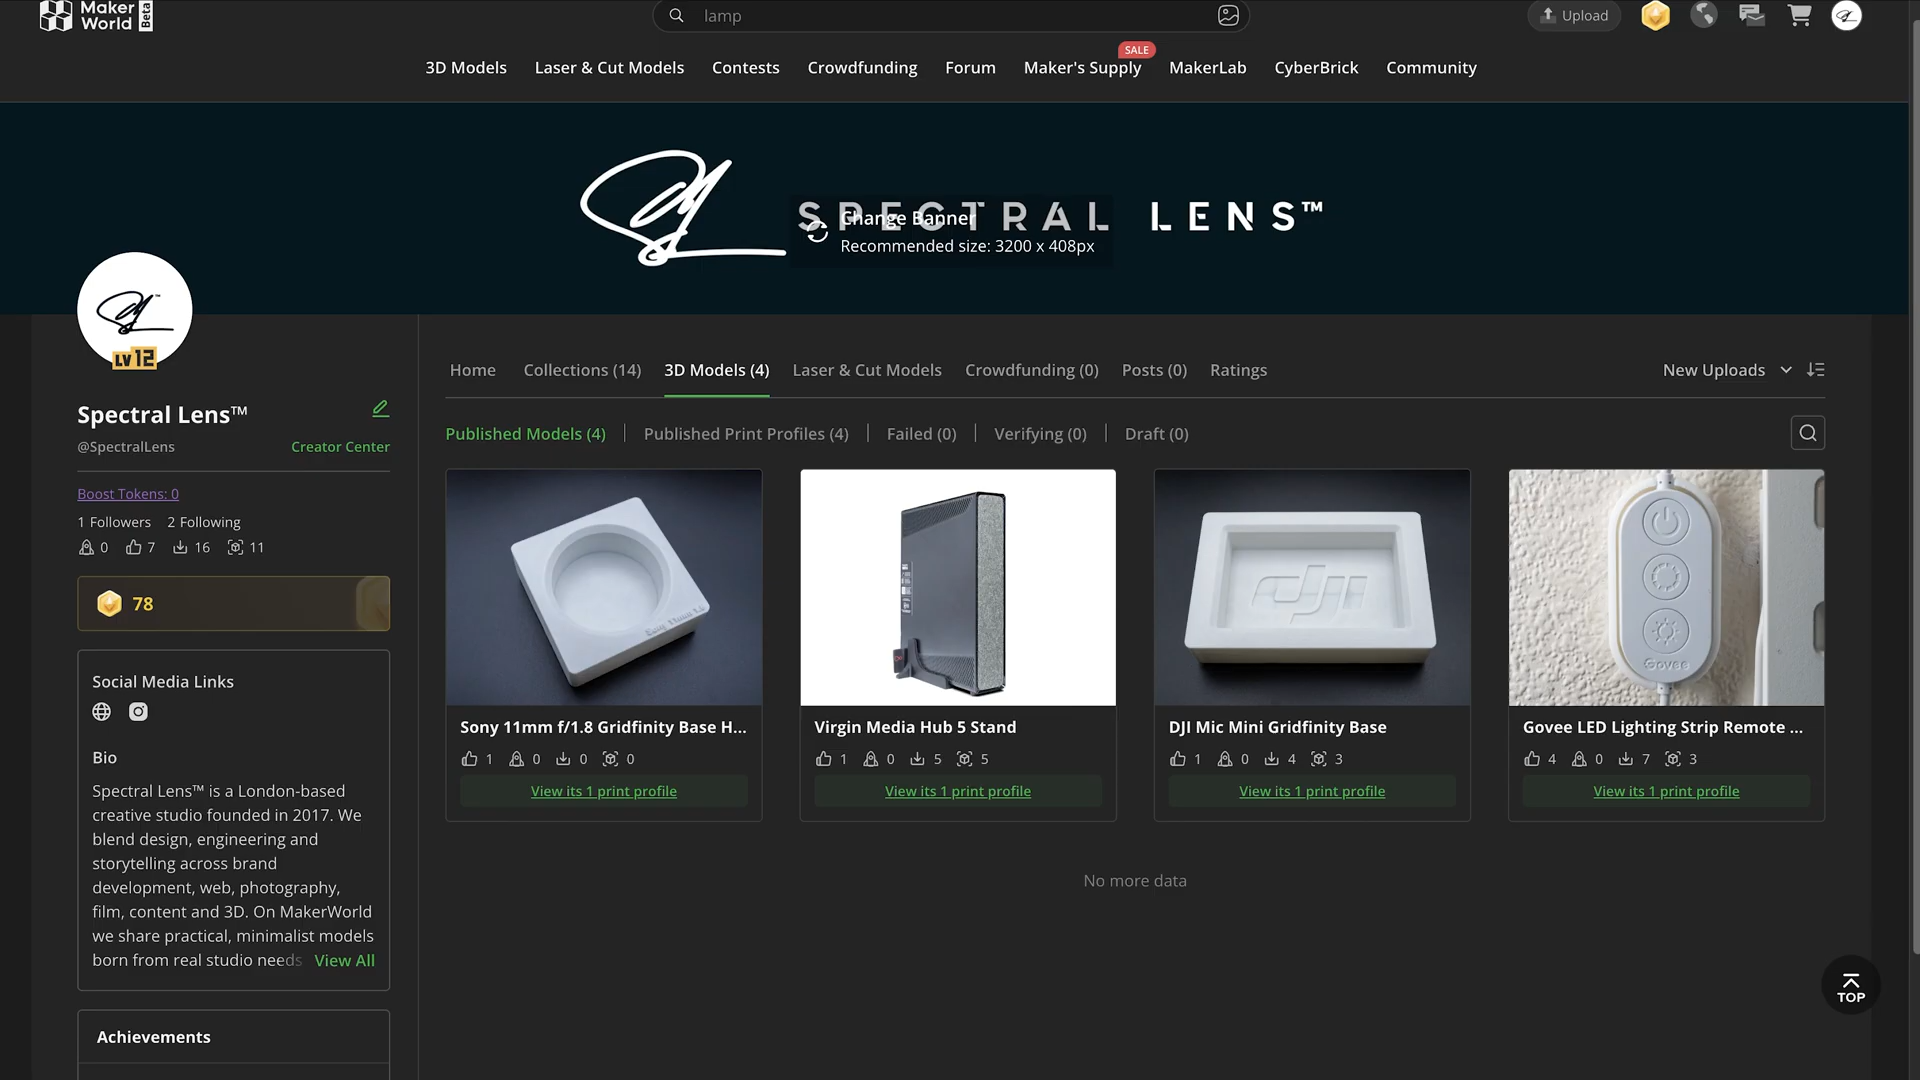 Maker World Beta
lamp
Upload
3D Models
Laser & Cut Models
Contests
Crowdfunding
Forum
Maker's Supply
SALE
MakerLab
CyberBrick
Community
SPECTRAL LENS™
Change Banner
Recommended size: 3200 x 408px
LV 12
Spectral Lens™
@SpectralLens
Creator Center
Boost Tokens: 0
1 Followers 2 Following
0 7 16 11
78
Social Media Links
Bio
Spectral Lens™ is a London-based
creative studio founded in 2017. We
blend design, engineering and
storytelling across brand
development, web, photography,
film, content and 3D. On MakerWorld
we share practical, minimalist models
born from real studio needs View All
Achievements
Home
Collections (14)
3D Models (4)
Laser & Cut Models
Crowdfunding (0)
Posts (0)
Ratings
New Uploads
Published Models (4)
Published Print Profiles (4)
Failed (0)
Verifying (0)
Draft (0)
Sony 11mm f/1.8 Gridfinity Base H...
1 0 0 0
View its 1 print profile
Virgin Media Hub 5 Stand
1 0 5 5
View its 1 print profile
dji
DJI Mic Mini Gridfinity Base
1 0 4 3
View its 1 print profile
Govee
Govee LED Lighting Strip Remote ...
4 0 7 3
View its 1 print profile
No more data
TOP